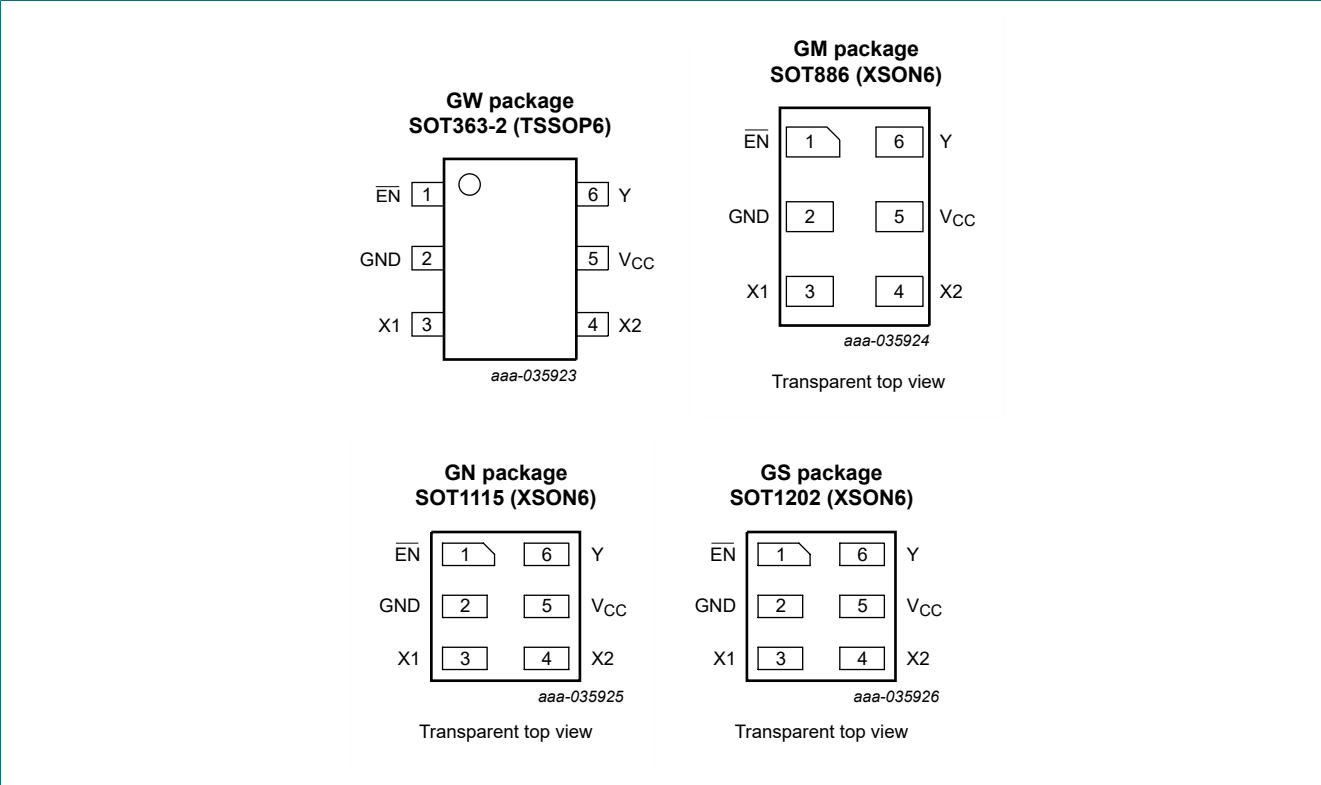 GW package
SOT363-2 (TSSOP6)
EN 1 6 Y
GND 2 5 VCC
X1 3 4 X2
aaa-035923
GM package
SOT886 (XSON6)
EN 1 6 Y
GND 2 5 VCC
X1 3 4 X2
aaa-035924
Transparent top view
GN package
SOT1115 (XSON6)
EN 1 6 Y
GND 2 5 VCC
X1 3 4 X2
aaa-035925
Transparent top view
GS package
SOT1202 (XSON6)
EN 1 6 Y
GND 2 5 VCC
X1 3 4 X2
aaa-035926
Transparent top view